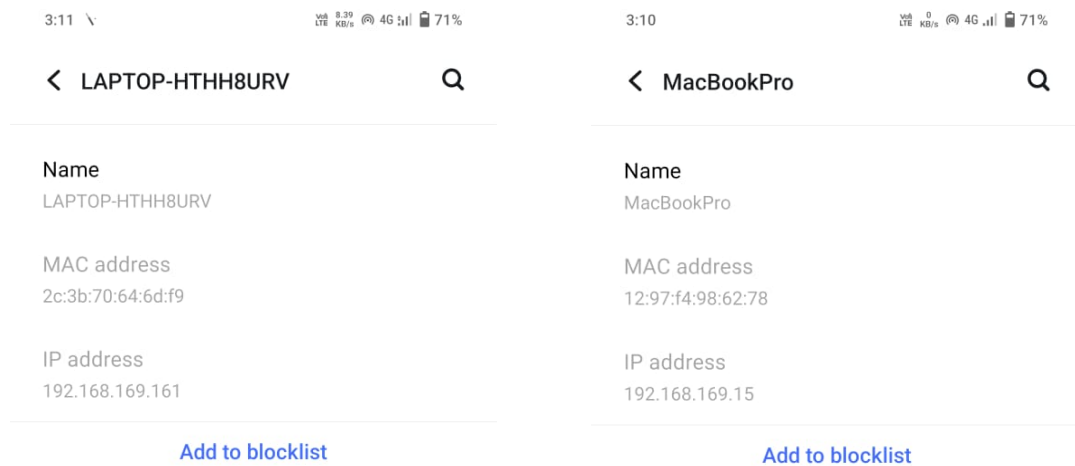 3:11
Vo) LTE 8.39 KB/s 4G 71%
LAPTOP-HTHH8URV
Name
LAPTOP-HTHH8URV
MAC address
2c:3b:70:64:6d:f9
IP address
192.168.169.161
Add to blocklist
3:10
Vo) LTE 0 KB/s 4G 71%
MacBookPro
Name
MacBookPro
MAC address
12:97:f4:98:62:78
IP address
192.168.169.15
Add to blocklist